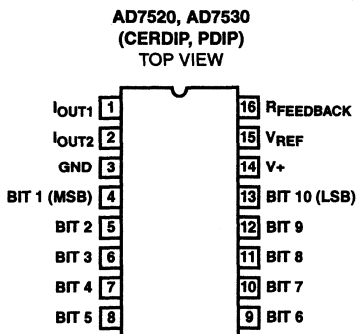 AD7520, AD7530
(CERDIP, PDIP)
TOP VIEW
IOUT1 1 16 RFEEDBACK
IOUT2 2 15 VREF
GND 3 14 V+
BIT 1 (MSB) 4 13 BIT 10 (LSB)
BIT 2 5 12 BIT 9
BIT 3 6 11 BIT 8
BIT 4 7 10 BIT 7
BIT 5 8 9 BIT 6